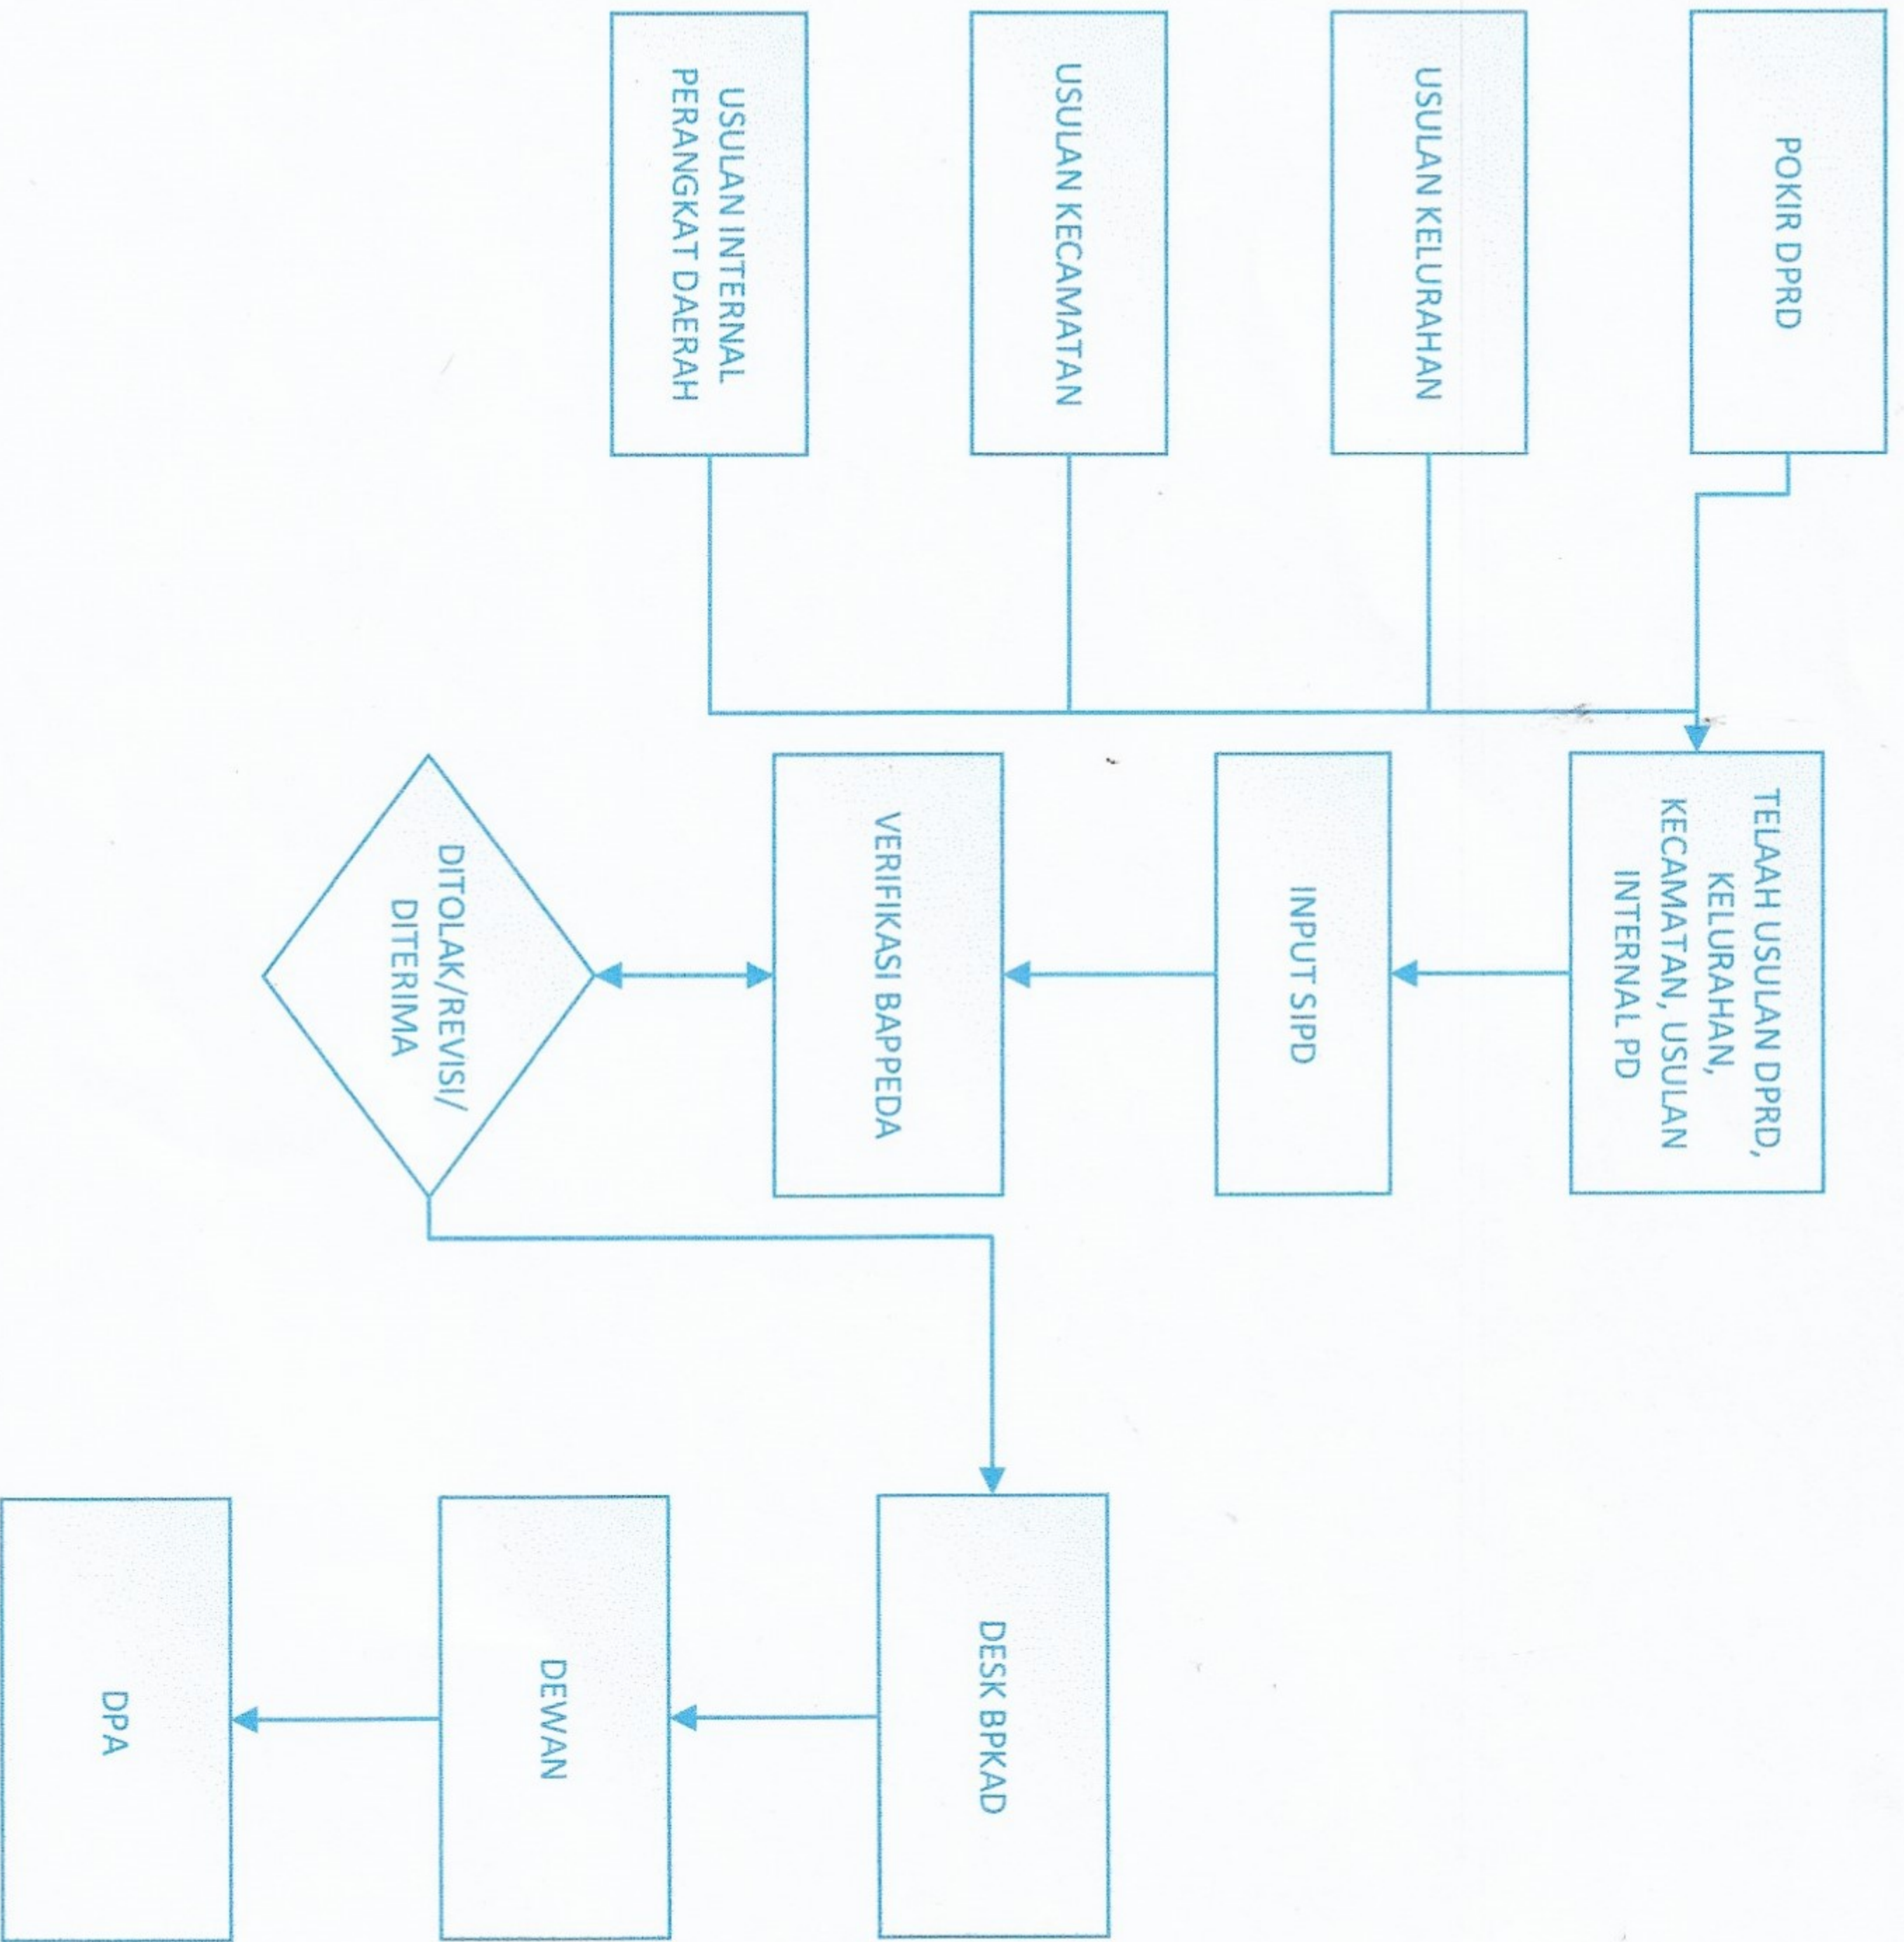 POKIR DPRD
USULAN KELURAHAN
USULAN KECAMATAN
USULAN INTERNAL
PERANGKAT DAERAH
TELAAH USULAN DPRD,
KELURAHAN,
KECAMATAN, USULAN
INTERNAL PD
INPUT SIPD
VERIFIKASI BAPPEDA
DITOLAK/REVISI/
DITERIMA
DESK BPKAD
DEWAN
DPA